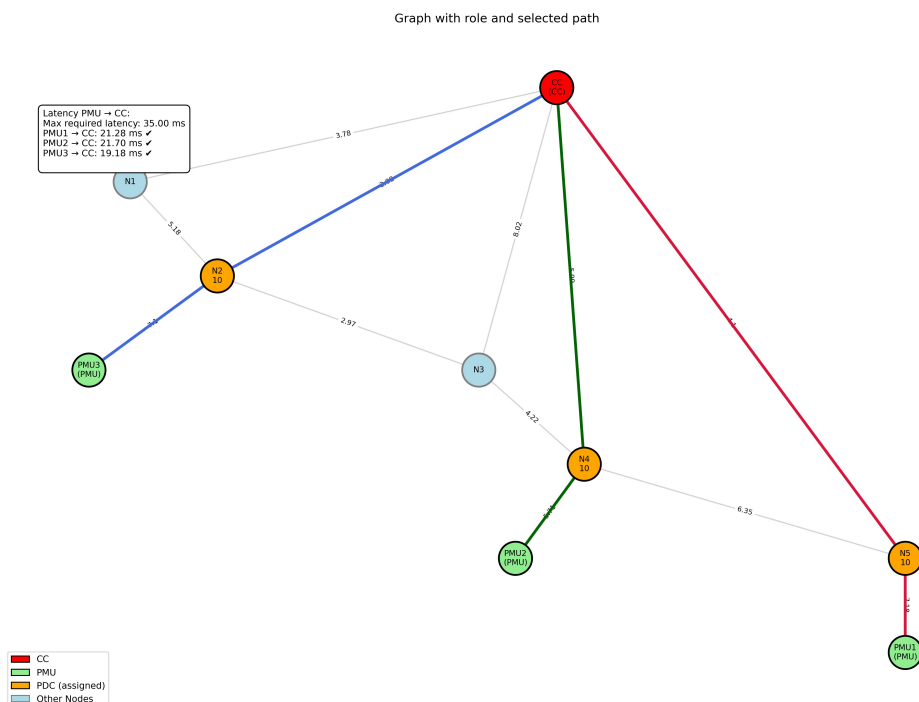 Graph with role and selected path
CC
(CC)
Latency PMU → CC:
Max required latency: 35.00 ms
PMU1 → CC: 21.28 ms ✔
PMU2 → CC: 21.70 ms ✔
PMU3 → CC: 19.18 ms ✔
3.78
N1
5.18
8.02
N2
10
2.97
PMU3
(PMU)
N3
4.22
N4
10
6.35
PMU2
(PMU)
N5
10
PMU1
(PMU)
CC
PMU
PDC (assigned)
Other Nodes